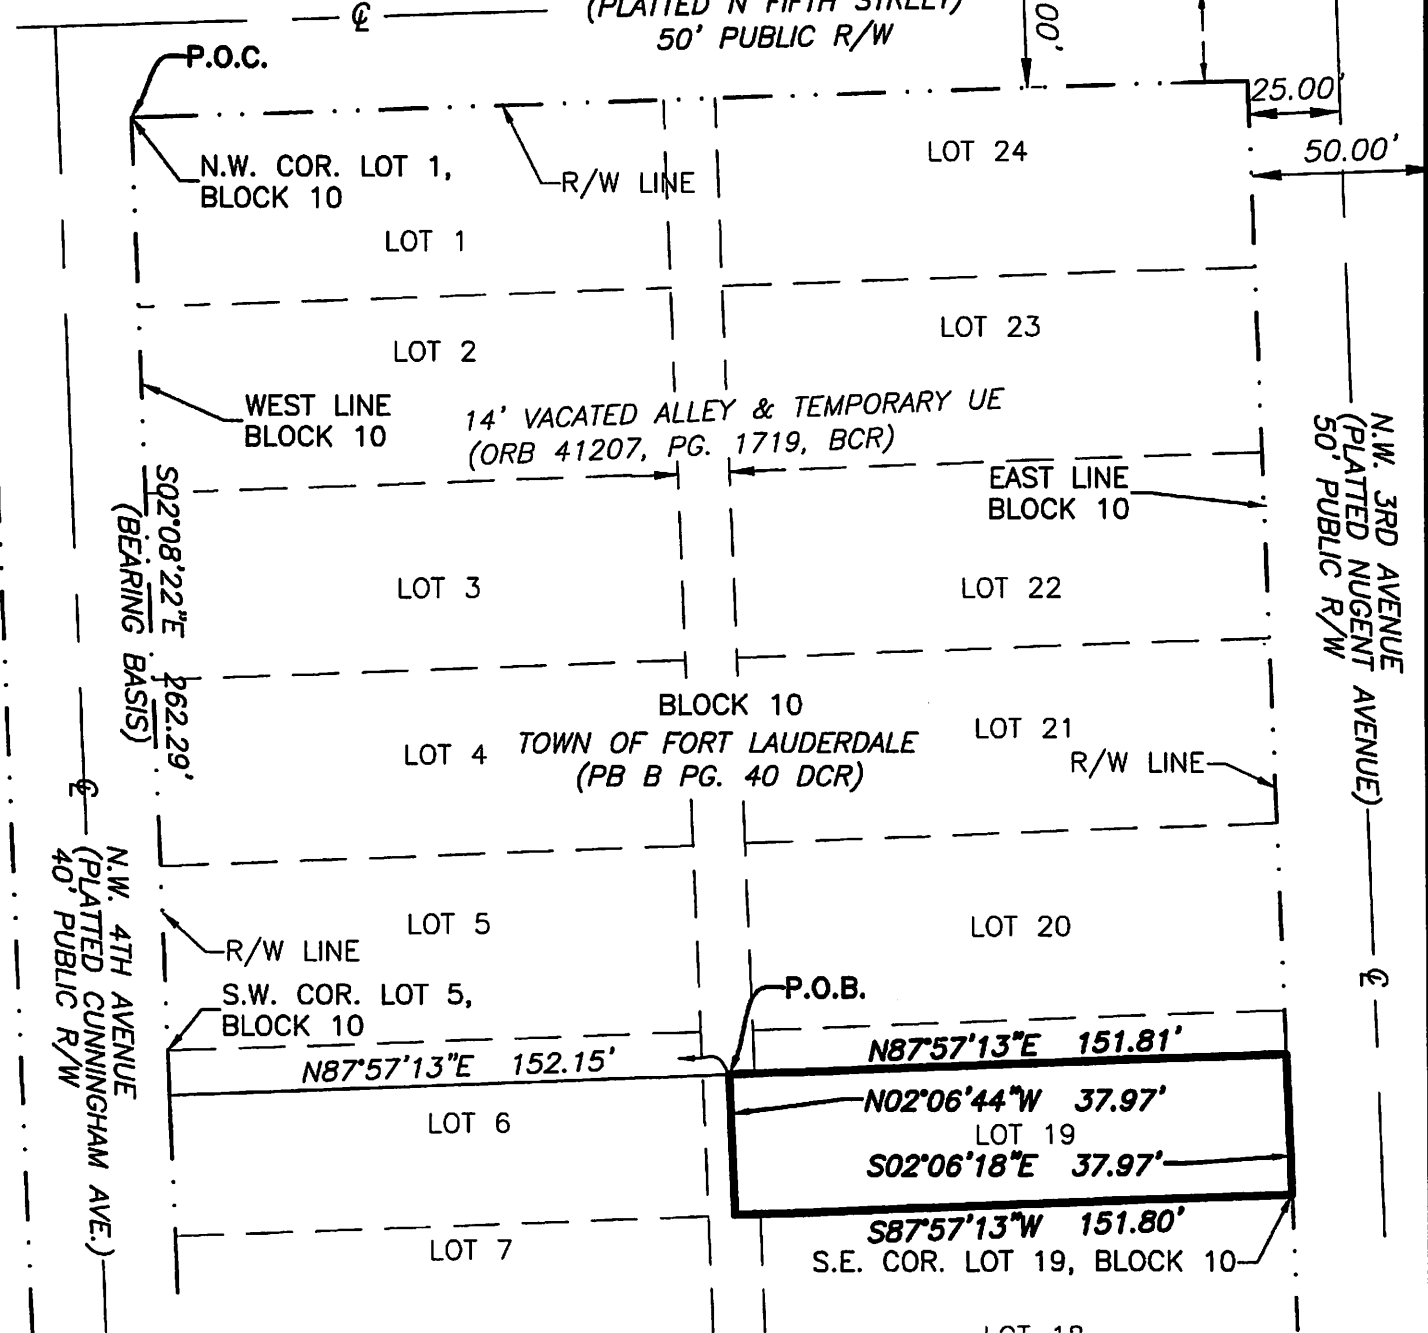 (PLATTED N FIFTH STREET)
50' PUBLIC R/W
℄
00'
P.O.C.
25.00'
50.00'
N.W. COR. LOT 1,
BLOCK 10
R/W LINE
LOT 24
LOT 1
LOT 23
LOT 2
WEST LINE
BLOCK 10
14' VACATED ALLEY & TEMPORARY UE
(ORB 41207, PG. 1719, BCR)
EAST LINE
BLOCK 10
N.W. 3RD AVENUE
(PLATTED NUGENT AVENUE)
50' PUBLIC R/W
S02°08'22"E 262.29'
(BEARING BASIS)
LOT 3
LOT 22
BLOCK 10
TOWN OF FORT LAUDERDALE
(PB B PG. 40 DCR)
LOT 4
LOT 21
R/W LINE
℄
N.W. 4TH AVENUE
(PLATTED CUNNINGHAM AVE.)
40' PUBLIC R/W
LOT 5
LOT 20
R/W LINE
℄
S.W. COR. LOT 5,
BLOCK 10
P.O.B.
N87°57'13"E 152.15'
N87°57'13"E 151.81'
N02°06'44"W 37.97'
LOT 6
LOT 19
S02°06'18"E 37.97'
S87°57'13"W 151.80'
LOT 7
S.E. COR. LOT 19, BLOCK 10
LOT 18